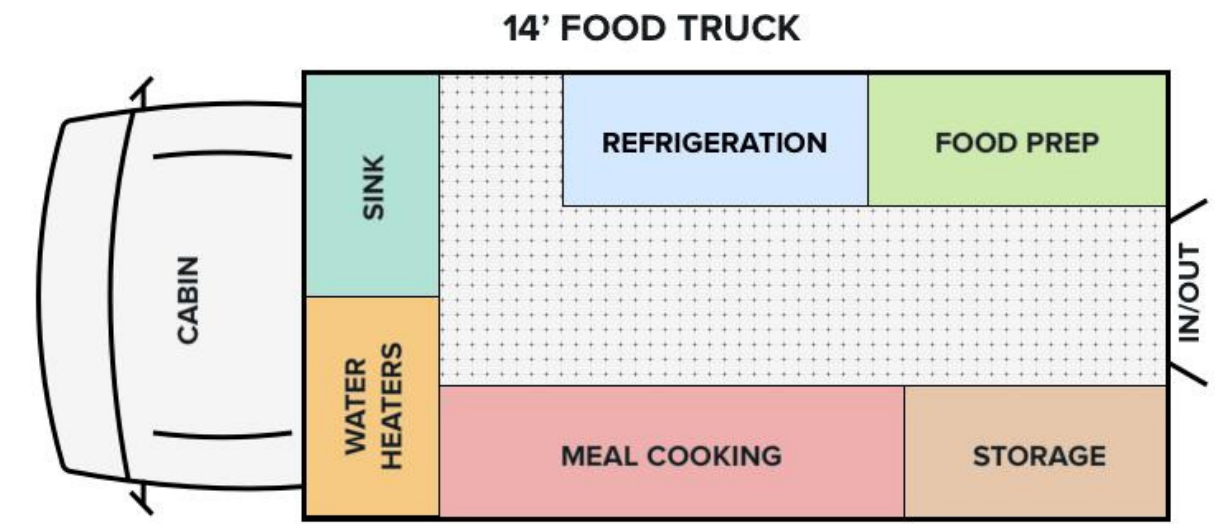 14’ FOOD TRUCK
CABIN
SINK
WATER
HEATERS
REFRIGERATION
FOOD PREP
IN/OUT
MEAL COOKING
STORAGE